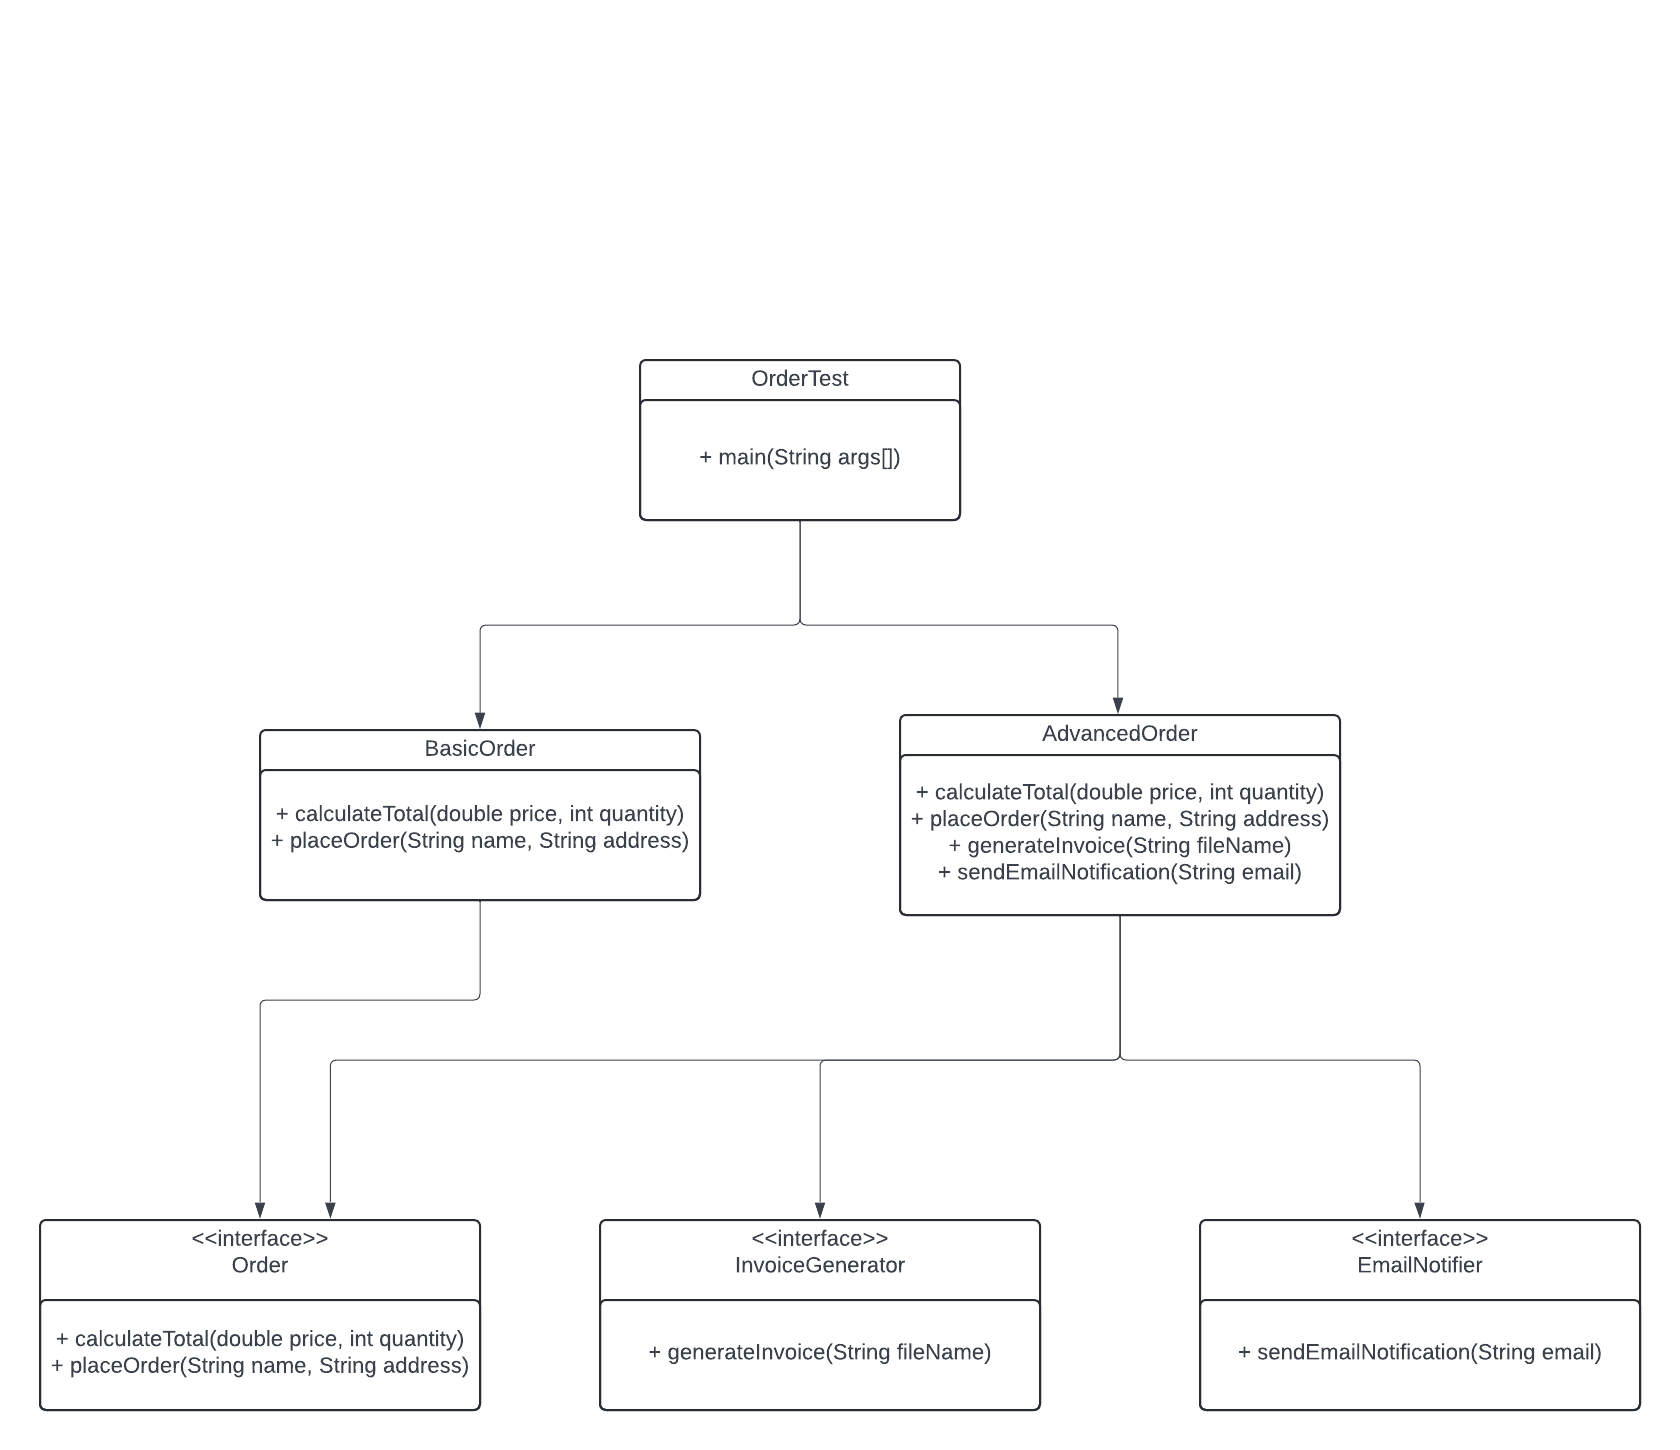 OrderTest
+ main(String args[])
BasicOrder
+ calculateTotal(double price, int quantity)
+ placeOrder(String name, String address)
AdvancedOrder
+ calculateTotal(double price, int quantity)
+ placeOrder(String name, String address)
+ generateInvoice(String fileName)
+ sendEmailNotification(String email)
<<interface>>
Order
+ calculateTotal(double price, int quantity)
+ placeOrder(String name, String address)
<<interface>>
InvoiceGenerator
+ generateInvoice(String fileName)
<<interface>>
EmailNotifier
+ sendEmailNotification(String email)